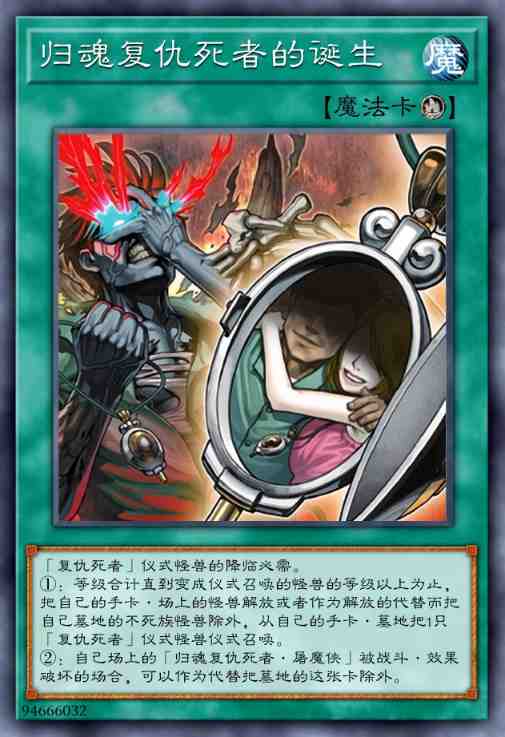 归魂复仇死者的诞生
魔
【魔法卡】
「复仇死者」仪式怪兽的降临必需。
①:等级合计直到变成仪式召唤的怪兽的等级以上为止,
把自己的手卡·场上的怪兽解放或者作为解放的代替而把
自己墓地的不死族怪兽除外,从自己的手卡·墓地把1只
「复仇死者」仪式怪兽仪式召唤。
②:自己场上的「归魂复仇死者·屠魔侠」被战斗·效果
破坏的场合,可以作为代替把墓地的这张卡除外。
94666032